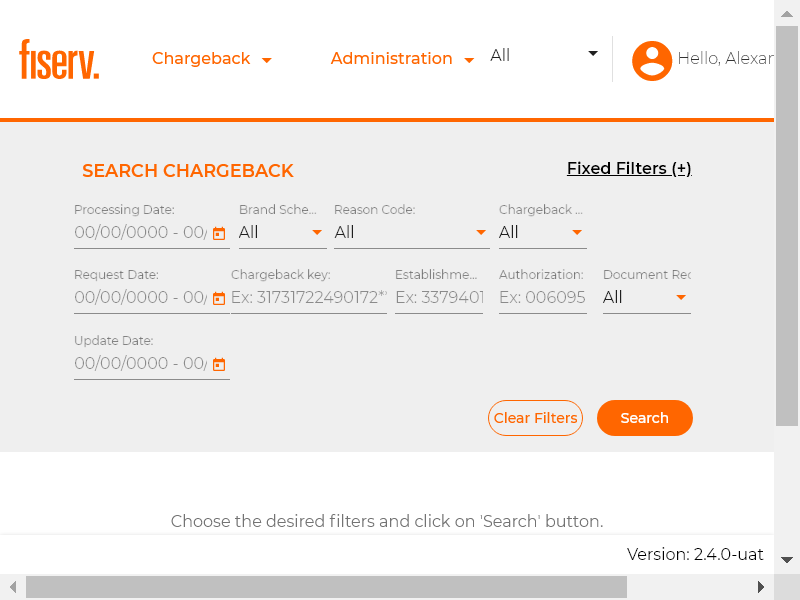 fiserv.
Chargeback
Administration
All
Hello, Alexar
SEARCH CHARGEBACK
Fixed Filters (+)
Processing Date:
Brand Sche...
Reason Code:
Chargeback ...
00/00/0000 - 00/
All
All
All
Request Date:
Chargeback key:
Establishme...
Authorization:
Document Rec
00/00/0000 - 00/
Ex: 31731722490172*'
Ex: 3379401
Ex: 006095
All
Update Date:
00/00/0000 - 00/
Clear Filters
Search
Choose the desired filters and click on 'Search' button.
Version: 2.4.0-uat